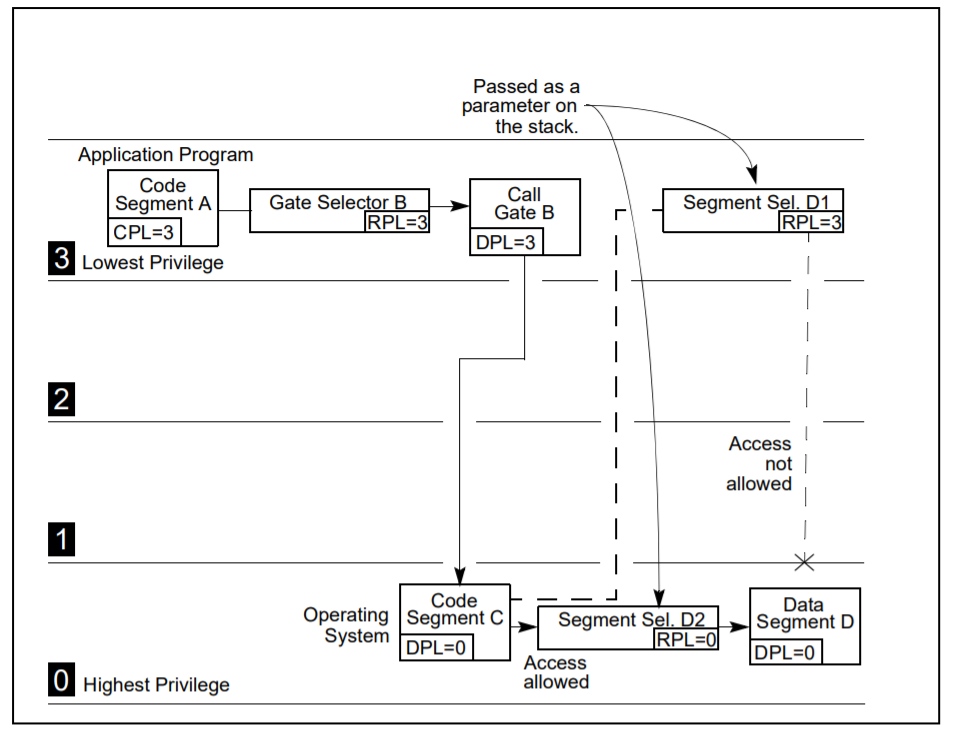 Passed as a
parameter on
the stack.
Application Program
Code
Segment A
CPL=3
Gate Selector B
RPL=3
Call
Gate B
DPL=3
Segment Sel. D1
RPL=3
3 Lowest Privilege
2
Access
not
allowed
1
Operating
System
Code
Segment C
DPL=0
Segment Sel. D2
RPL=0
Access
allowed
Data
Segment D
DPL=0
0 Highest Privilege